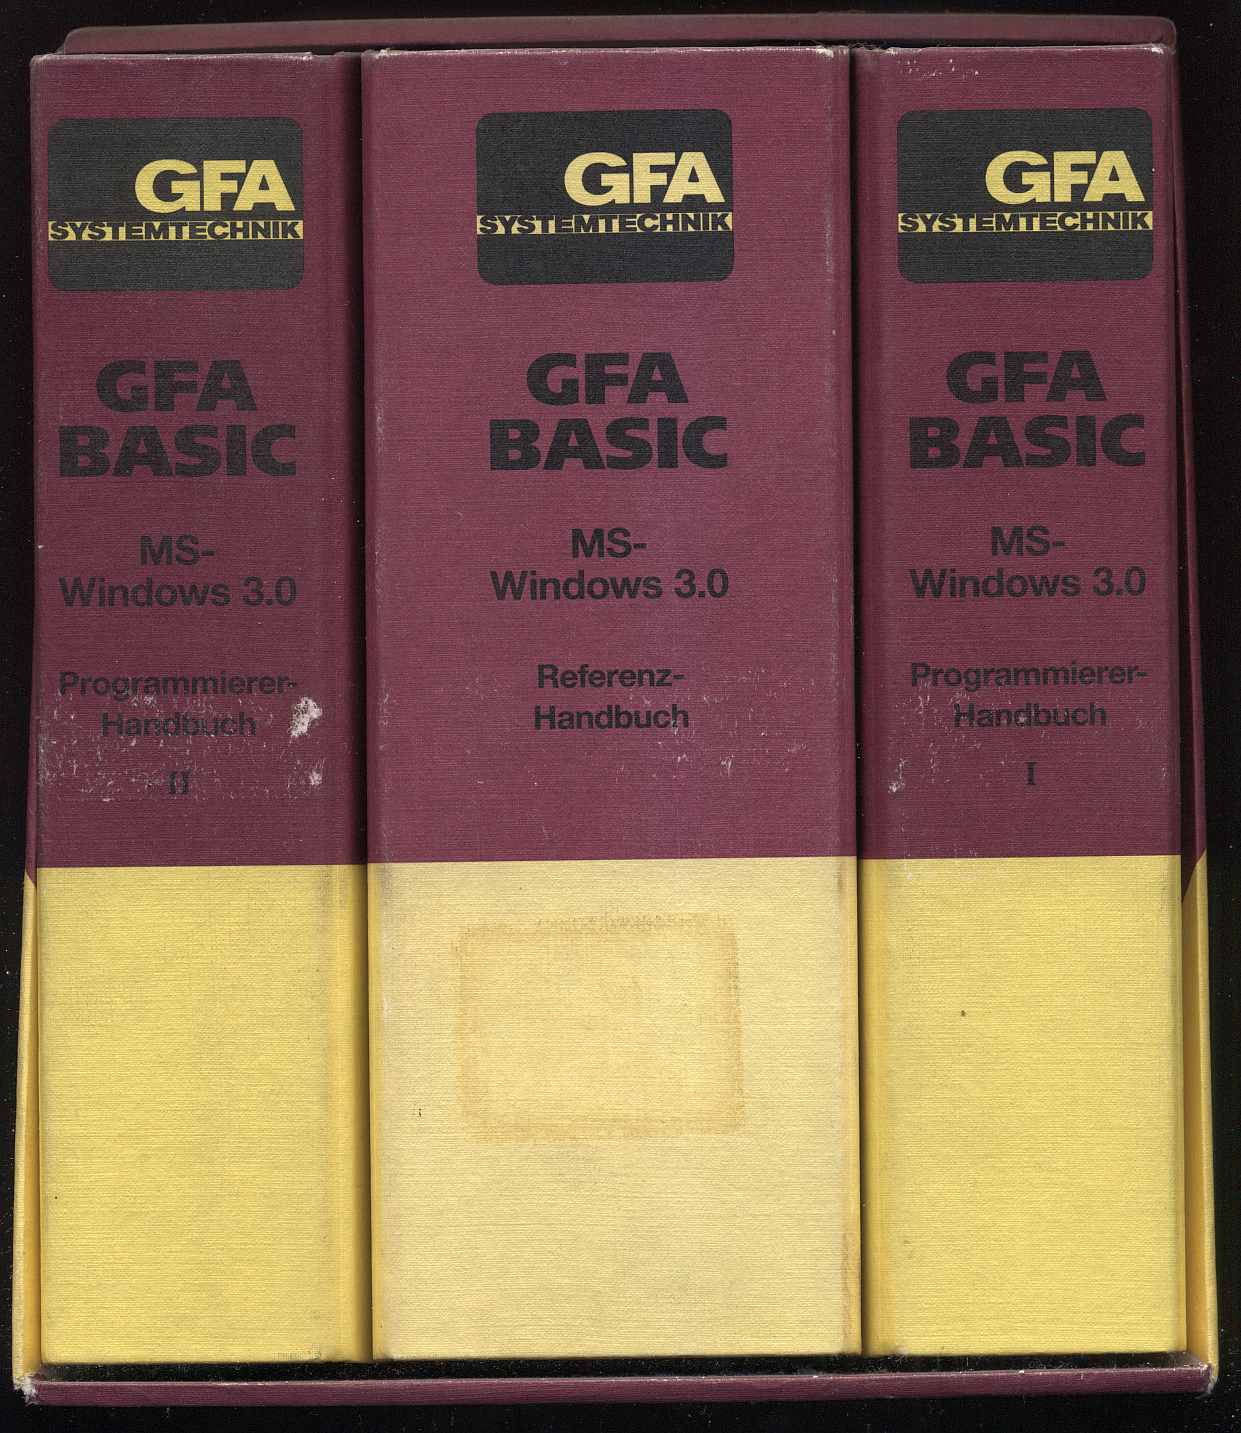 GFA
SYSTEMTECHNIK
GFA
BASIC
MS-
Windows 3.0
Programmierer-
Handbuch
II
GFA
SYSTEMTECHNIK
GFA
BASIC
MS-
Windows 3.0
Referenz-
Handbuch
GFA
SYSTEMTECHNIK
GFA
BASIC
MS-
Windows 3.0
Programmierer-
Handbuch
I